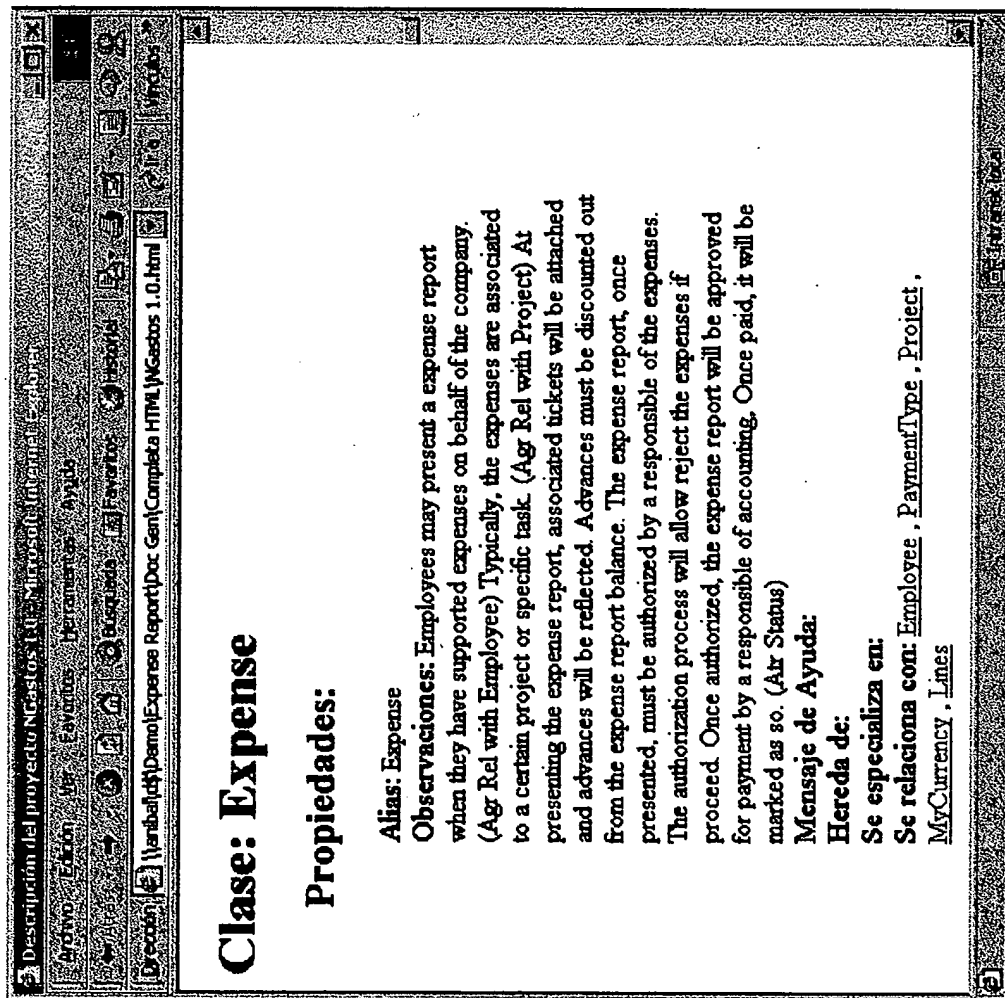 Descripción del proyecto NGastos 1.0 - Microsoft Internet Explorer
Archivo Edición Ver Favoritos Herramientas Ayuda
Atrás Búsqueda Favoritos Historial
Dirección \\anibal\d$\Demo\Expense Report\Doc Gen\Completa HTML\NGastos 1.0.html Ir a Vínculos »
Clase: Expense
Propiedades:
Alias: Expense
Observaciones: Employees may present a expense report
when they have supported expenses on behalf of the company.
(Agr Rel with Employee) Typically, the expenses are associated
to a certain project or specific task. (Agr Rel with Project) At
presenting the expense report, associated tickets will be attached
and advances will be reflected. Advances must be discounted out
from the expense report balance. The expense report, once
presented, must be authorized by a responsible of the expenses.
The authorization process will allow reject the expenses if
proceed. Once authorized, the expense report will be approved
for payment by a responsible of accounting, Once paid, it will be
marked as so. (Atr Status)
Mensaje de Ayuda:
Hereda de:
Se especializa en:
Se relaciona con: Employee , PaymentType , Project ,
MyCurrency , Lines
Intranet local